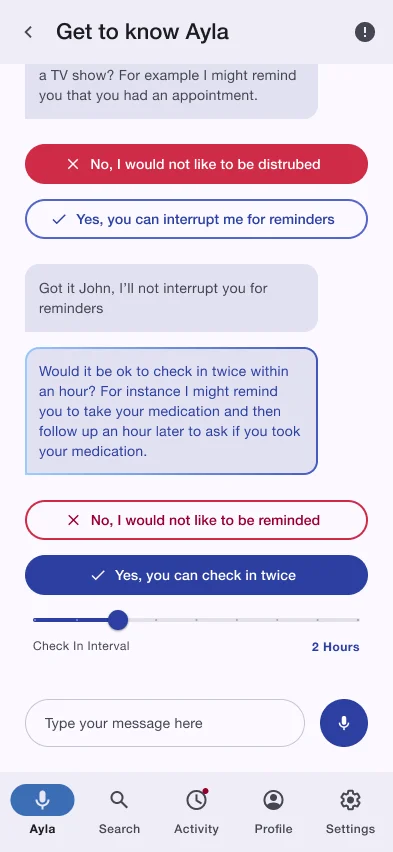 Get to know Ayla
a TV show? For example I might remind
you that you had an appointment.
No, I would not like to be distrubed
Yes, you can interrupt me for reminders
Got it John, I’ll not interrupt you for
reminders
Would it be ok to check in twice within
an hour? For instance I might remind
you to take your medication and then
follow up an hour later to ask if you took
your medication.
No, I would not like to be reminded
Yes, you can check in twice
Check In Interval
2 Hours
Type your message here
Ayla
Search
Activity
Profile
Settings